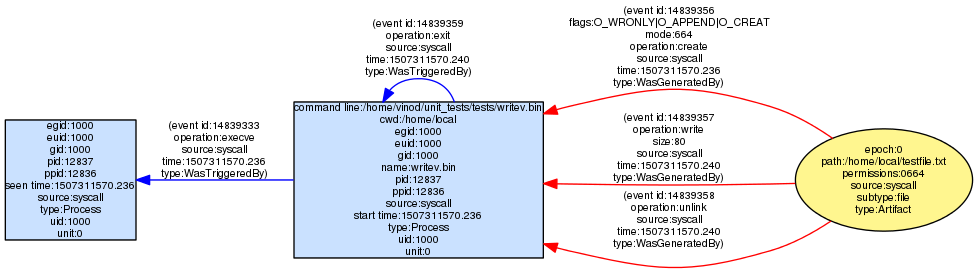 egid:1000
euid:1000
gid:1000
pid:12837
ppid:12836
seen time:1507311570.236
source:syscall
type:Process
uid:1000
unit:0
(event id:14839333
operation:execve
source:syscall
time:1507311570.236
type:WasTriggeredBy)
(event id:14839359
operation:exit
source:syscall
time:1507311570.240
type:WasTriggeredBy)
command line:/home/vinod/unit_tests/tests/writev.bin
cwd:/home/local
egid:1000
euid:1000
gid:1000
name:writev.bin
pid:12837
ppid:12836
source:syscall
start time:1507311570.236
type:Process
uid:1000
unit:0
(event id:14839356
flags:O_WRONLY|O_APPEND|O_CREAT
mode:664
operation:create
source:syscall
time:1507311570.236
type:WasGeneratedBy)
(event id:14839357
operation:write
size:80
source:syscall
time:1507311570.240
type:WasGeneratedBy)
(event id:14839358
operation:unlink
source:syscall
time:1507311570.240
type:WasGeneratedBy)
epoch:0
path:/home/local/testfile.txt
permissions:0664
source:syscall
subtype:file
type:Artifact